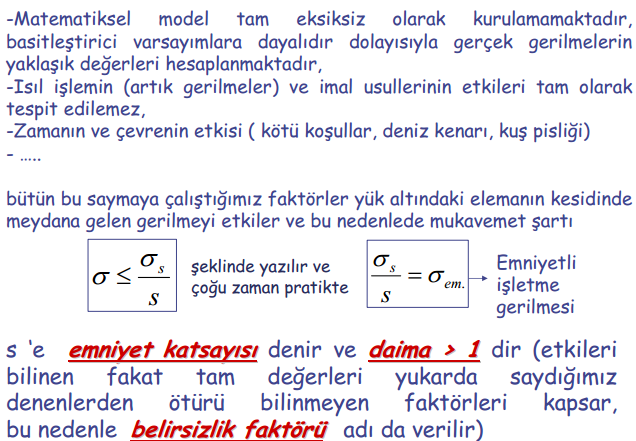 -Matematiksel model tam eksiksiz olarak kurulamamaktadır,
basitleştirici varsayımlara dayalıdır dolayısıyla gerçek gerilmelerin
yaklaşık değerleri hesaplanmaktadır,
-Isıl işlemin (artık gerilmeler) ve imal usullerinin etkileri tam olarak
tespit edilemez,
-Zamanın ve çevrenin etkisi ( kötü koşullar, deniz kenarı, kuş pisliği)
- …..
bütün bu saymaya çalıştığımız faktörler yük altındaki elemanın kesidinde
meydana gelen gerilmeyi etkiler ve bu nedenlede mukavemet şartı
σ ≤ σs / s
şeklinde yazılır ve
çoğu zaman pratikte
σs / s = σem.
Emniyetli
işletme
gerilmesi
s 'e emniyet katsayısı denir ve daima > 1 dir (etkileri
bilinen fakat tam değerleri yukarda saydığımız
denenlerden ötürü bilinmeyen faktörleri kapsar,
bu nedenle belirsizlik faktörü adı da verilir)